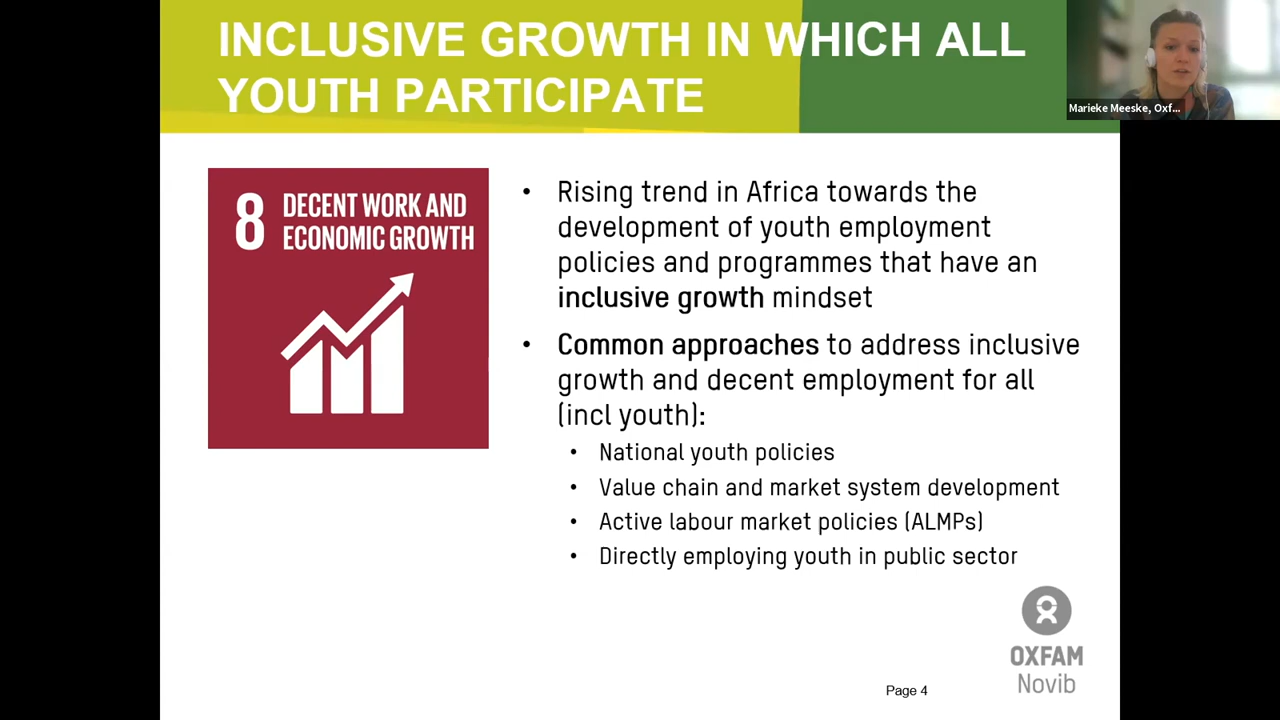 INCLUSIVE GROWTH IN WHICH ALL
YOUTH PARTICIPATE
Marieke Meeske, Oxf...
8 DECENT WORK AND
ECONOMIC GROWTH
• Rising trend in Africa towards the
development of youth employment
policies and programmes that have an
inclusive growth mindset
• Common approaches to address inclusive
growth and decent employment for all
(incl youth):
• National youth policies
• Value chain and market system development
• Active labour market policies (ALMPs)
• Directly employing youth in public sector
OXFAM
Novib
Page 4